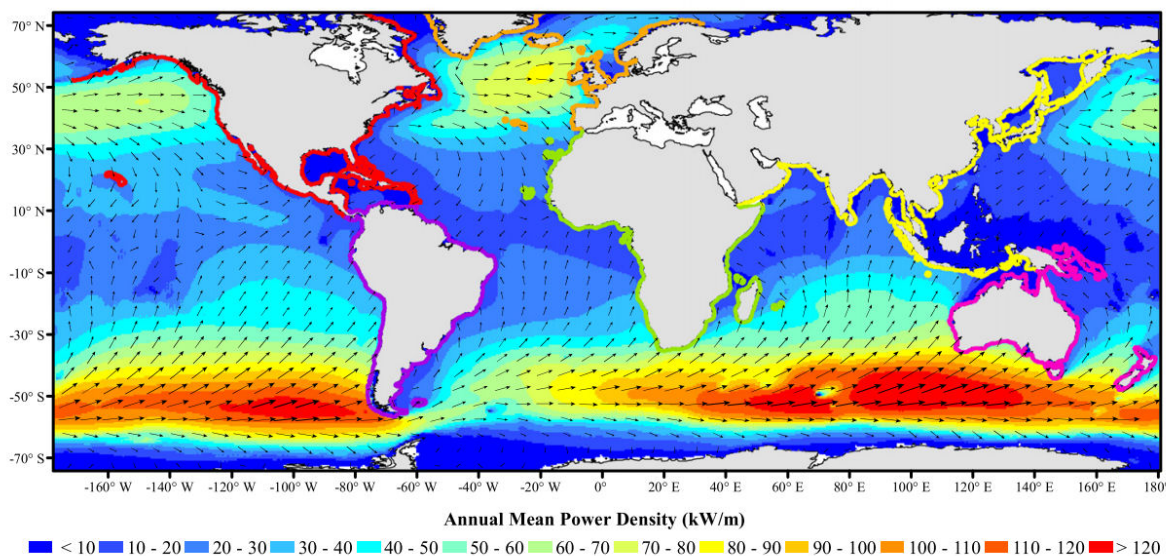 70° N
50° N
30° N
10° N
-10° S
-30° S
-50° S
-70° S
-160° W -140° W -120° W -100° W -80° W -60° W -40° W -20° W 0° 20° E 40° E 60° E 80° E 100° E 120° E 140° E 160° E 180° E
Annual Mean Power Density (kW/m)
< 10 10 - 20 20 - 30 30 - 40 40 - 50 50 - 60 60 - 70 70 - 80 80 - 90 90 - 100 100 - 110 110 - 120 > 120